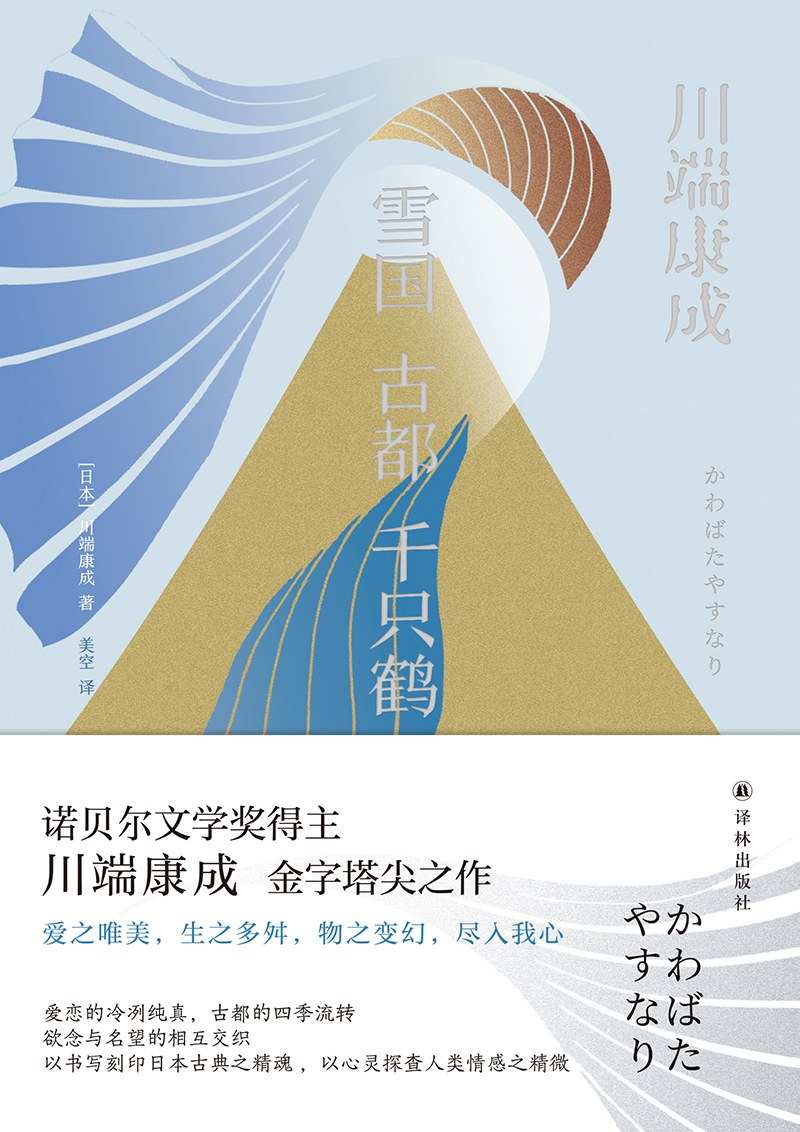 川端康成
かわばたやすなり
雪国 古都 千只鹤
[日本] 川端康成 著
美空 译
诺贝尔文学奖得主
川端康成 金字塔尖之作
爱之唯美，生之多舛，物之变幻，尽入我心
爱恋的冷冽纯真，古都的四季流转
欲念与名望的相互交织
以书写刻印日本古典之精魂，以心灵探查人类情感之精微
译林出版社
かわばた
やすなり